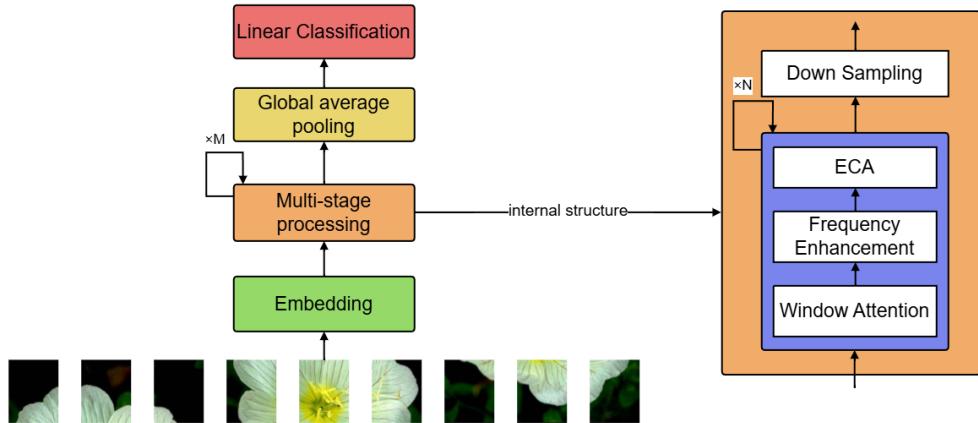 Linear Classification
Global average
pooling
×M
Multi-stage
processing
Embedding
internal structure
Down Sampling
×N
ECA
Frequency
Enhancement
Window Attention